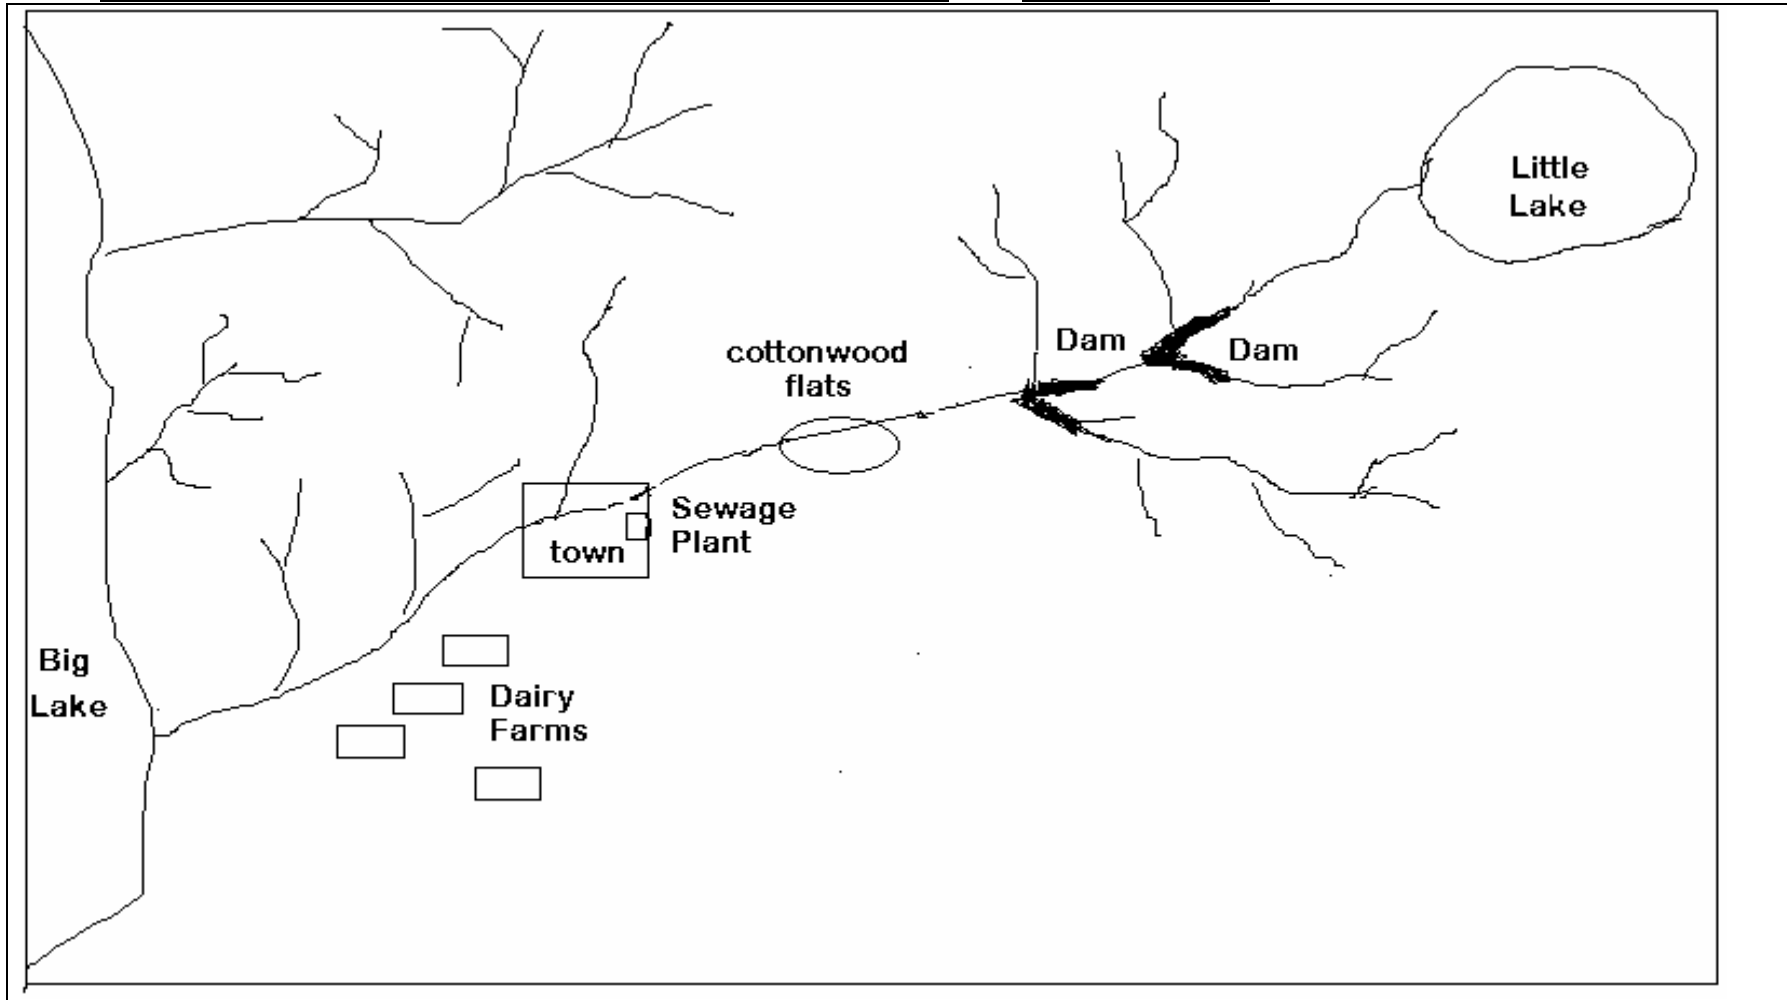 Little
Lake
Dam
Dam
cottonwood
flats
Sewage
Plant
town
Big
Lake
Dairy
Farms